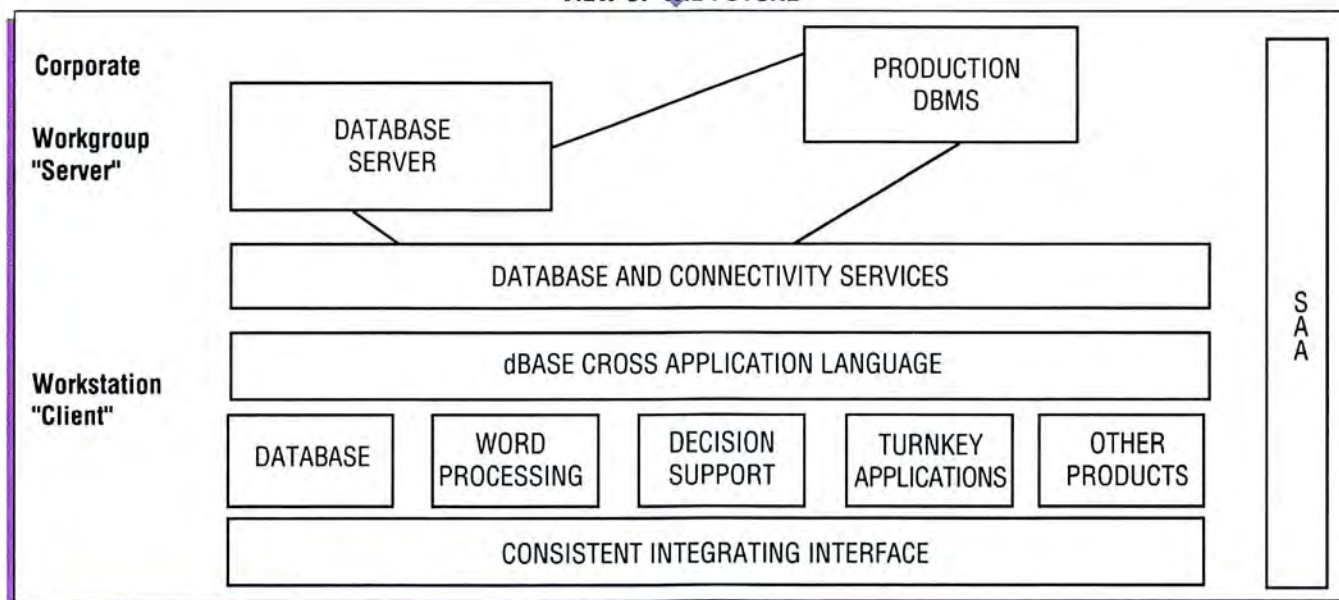 Corporate
PRODUCTION
DBMS
Workgroup
"Server"
DATABASE
SERVER
DATABASE AND CONNECTIVITY SERVICES
dBASE CROSS APPLICATION LANGUAGE
Workstation
"Client"
DATABASE
WORD
PROCESSING
DECISION
SUPPORT
TURNKEY
APPLICATIONS
OTHER
PRODUCTS
CONSISTENT INTEGRATING INTERFACE
S
A
A